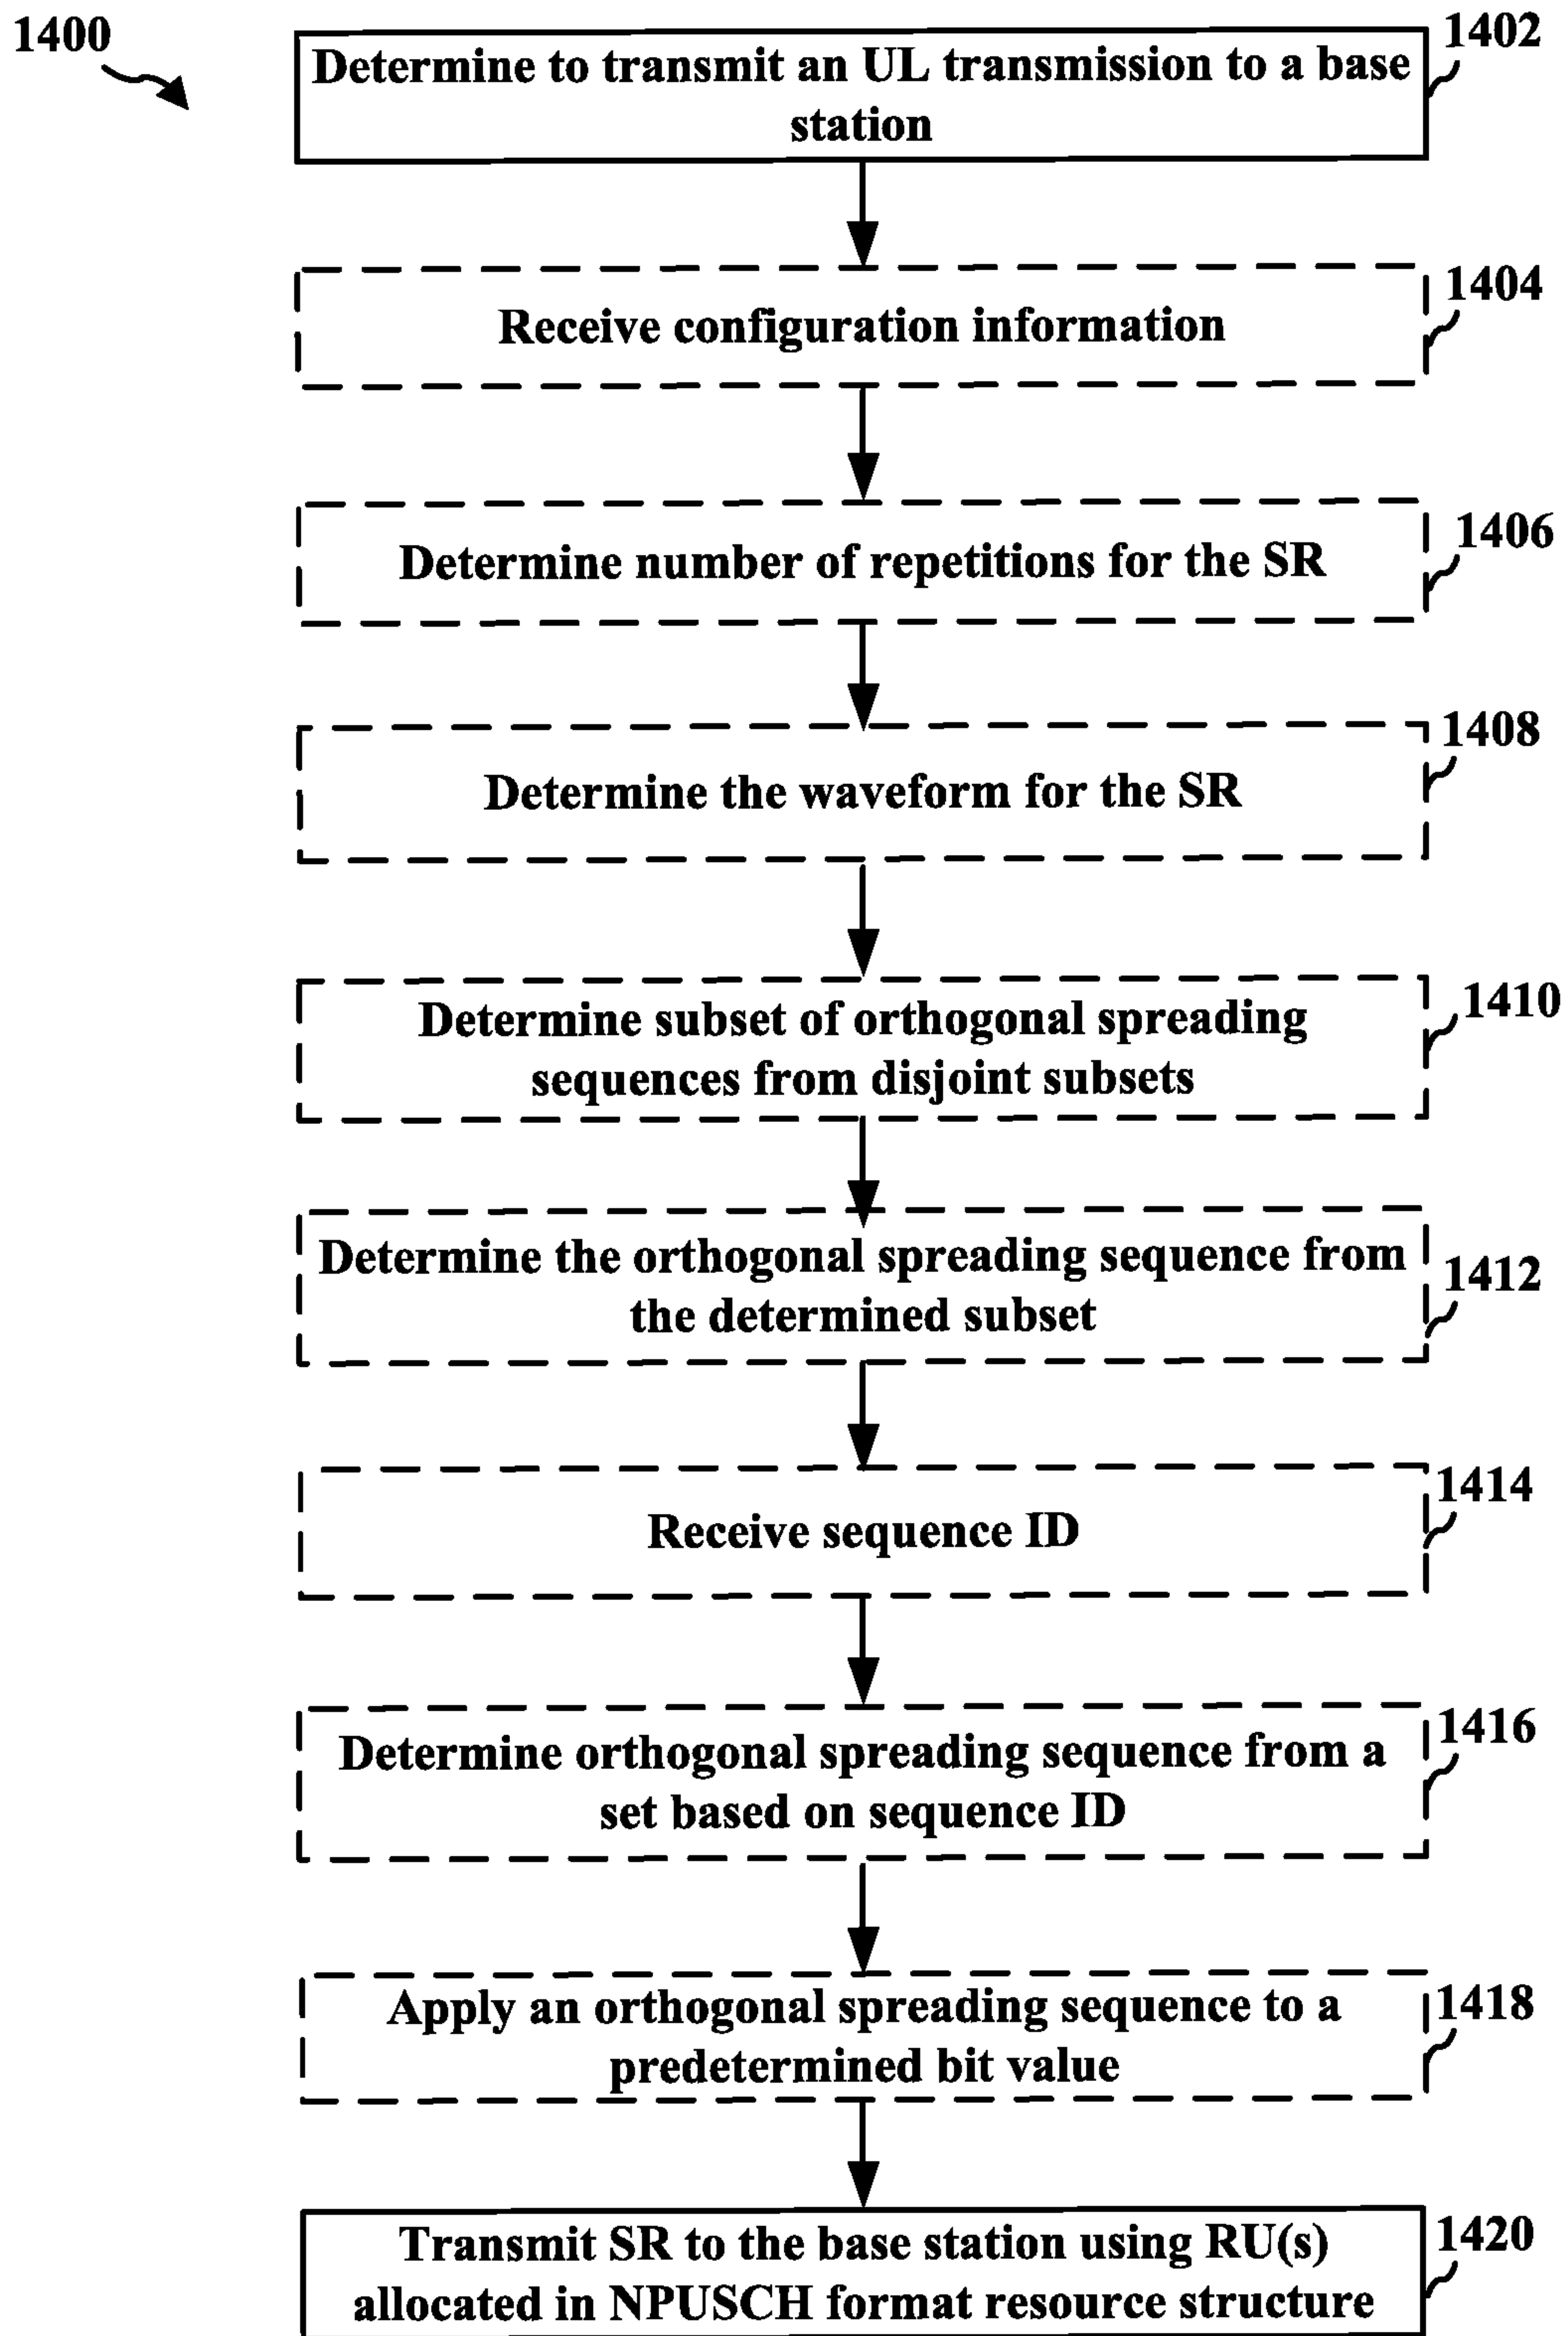 1400
1402
Determine to transmit an UL transmission to a base
station
1404
Receive configuration information
1406
Determine number of repetitions for the SR
1408
Determine the waveform for the SR
1410
Determine subset of orthogonal spreading
sequences from disjoint subsets
1412
Determine the orthogonal spreading sequence from
the determined subset
1414
Receive sequence ID
1416
Determine orthogonal spreading sequence from a
set based on sequence ID
1418
Apply an orthogonal spreading sequence to a
predetermined bit value
1420
Transmit SR to the base station using RU(s)
allocated in NPUSCH format resource structure